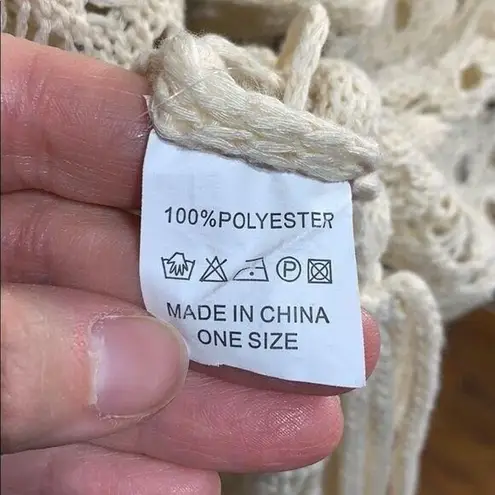 100%POLYESTER
P
MADE IN CHINA
ONE SIZE